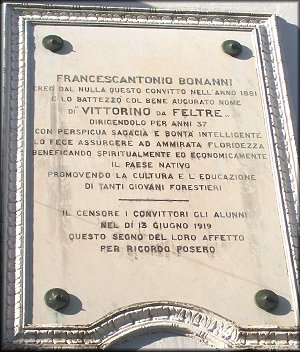 FRANCESCANTONIO BONANNI
CREÒ DAL NULLA QUESTO CONVITTO NELL'ANNO 1881
E LO BATTEZZÒ COL BENE AUGURATO NOME
DI "VITTORINO DA FELTRE„
DIRIGENDOLO PER ANNI 37
CON PERSPICUA SAGACIA E BONTÀ INTELLIGENTE
LO FECE ASSURGERE AD AMMIRATA FLORIDEZZA
BENEFICANDO SPIRITUALMENTE ED ECONOMICAMENTE
IL PAESE NATIVO
PROMOVENDO LA CULTURA E L'EDUCAZIONE
DI TANTI GIOVANI FORESTIERI
IL CENSORE I CONVITTORI GLI ALUNNI
NEL DÌ 13 GIUGNO 1919
QUESTO SEGNO DEL LORO AFFETTO
PER RICORDO POSERO